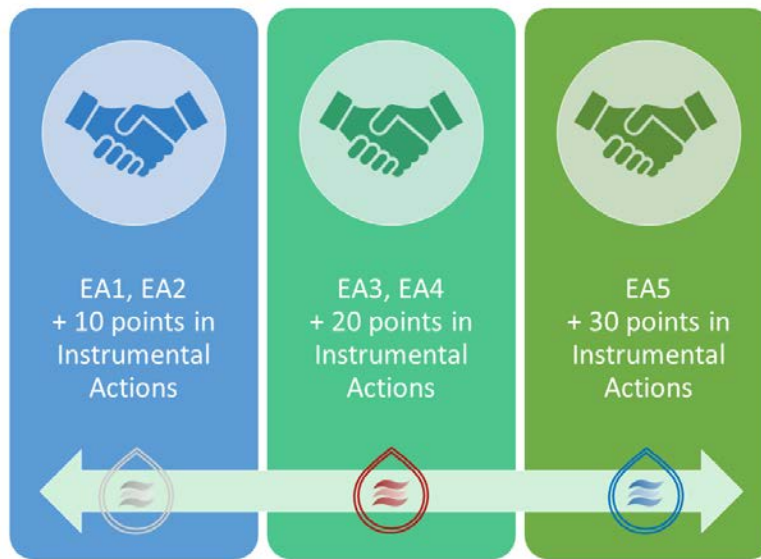 EA1, EA2
+ 10 points in
Instrumental
Actions
EA3, EA4
+ 20 points in
Instrumental
Actions
EA5
+ 30 points in
Instrumental
Actions